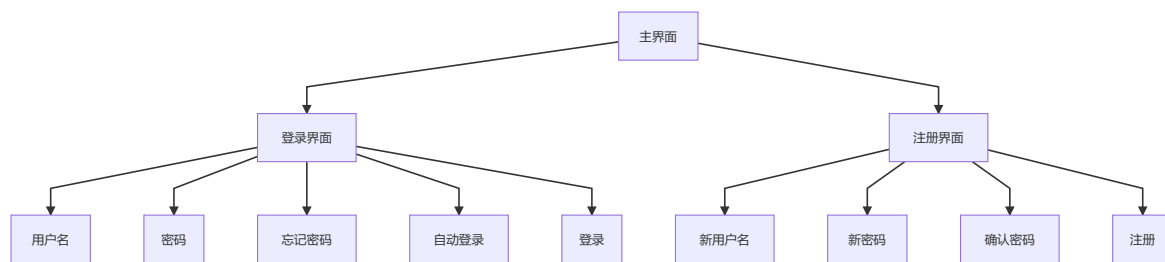 主界面
登录界面
注册界面
用户名
密码
忘记密码
自动登录
登录
新用户名
新密码
确认密码
注册